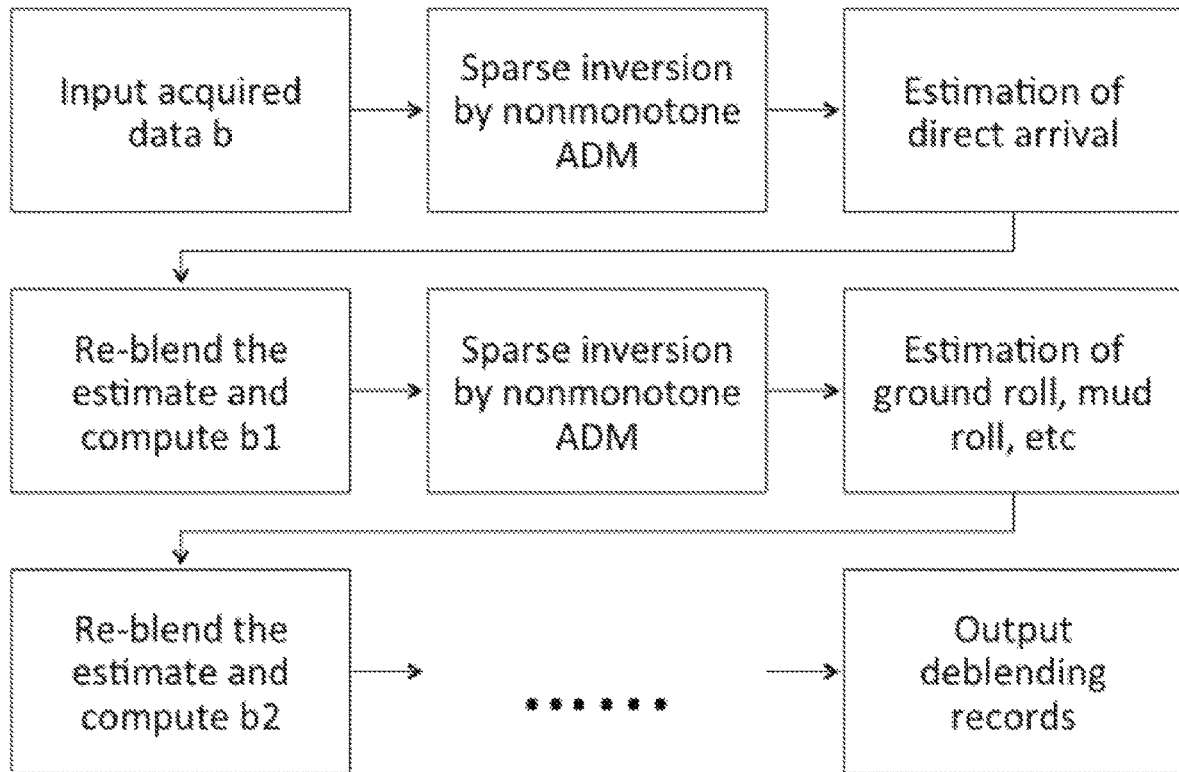 Input acquired
data b
Sparse inversion
by nonmonotone
ADM
Estimation of
direct arrival
Re-blend the
estimate and
compute b1
Sparse inversion
by nonmonotone
ADM
Estimation of
ground roll, mud
roll, etc
Re-blend the
estimate and
compute b2
......
Output
deblending
records